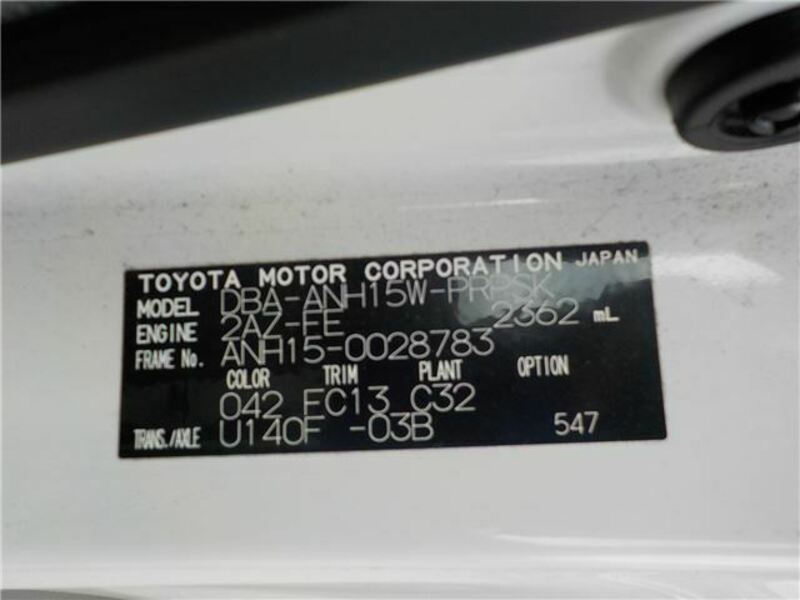 TOYOTA MOTOR CORPORATION JAPAN
MODEL DBA-ANH15W-PRPSK
ENGINE 2AZ-FE 2362 mL
FRAME No. ANH15-0028783
COLOR TRIM PLANT OPTION
042 FC13 C32
TRANS./AXLE U140F -03B 547